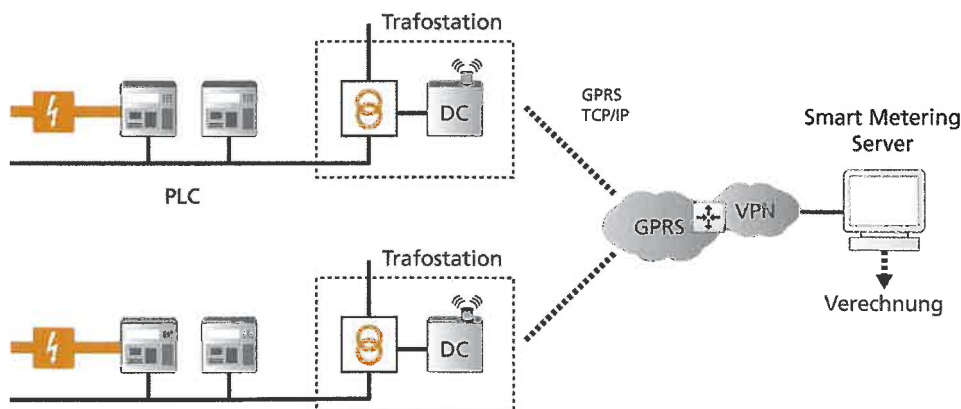 Trafostation
DC
GPRS
TCP/IP
Smart Metering
Server
PLC
GPRS
VPN
Trafostation
DC
Verechnung